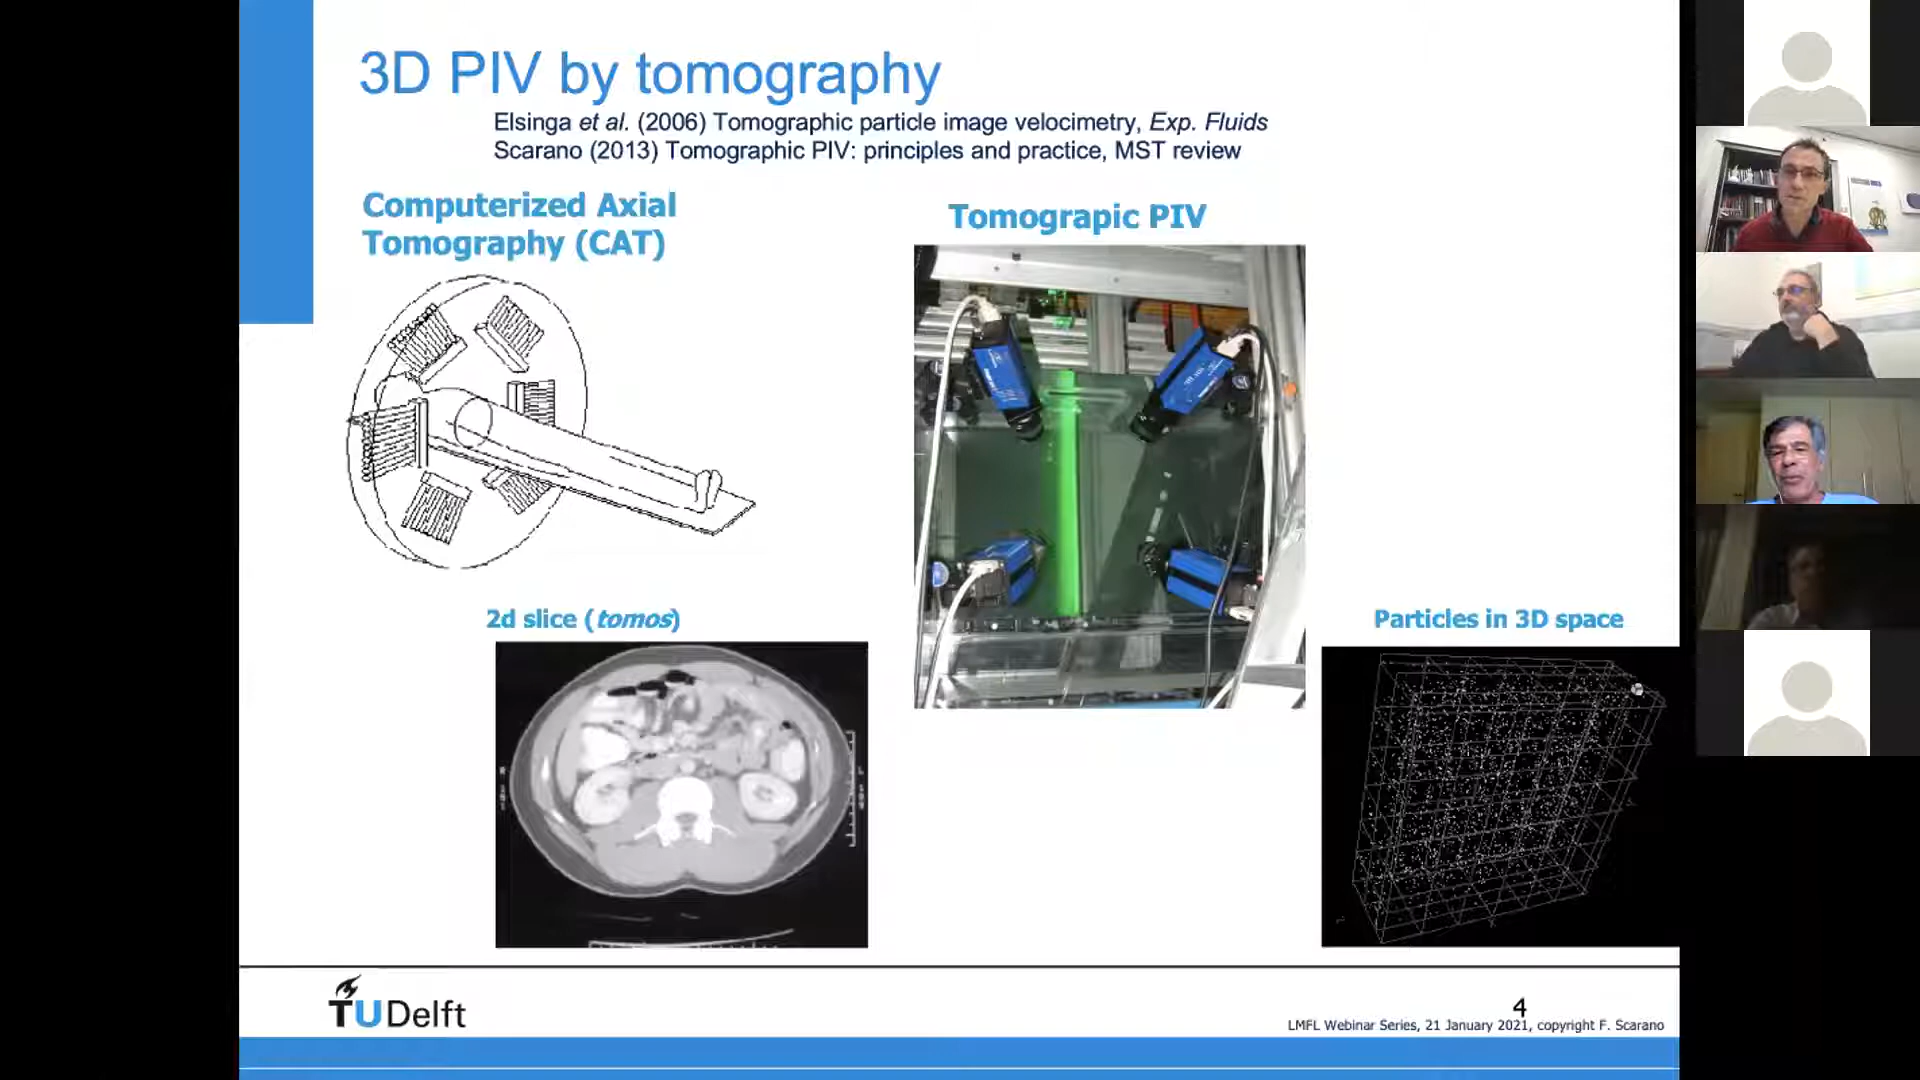 3D PIV by tomography
Elsinga et al. (2006) Tomographic particle image velocimetry, Exp. Fluids
Scarano (2013) Tomographic PIV: principles and practice, MST review
Computerized Axial
Tomography (CAT)
Tomograpic PIV
2d slice (tomos)
Particles in 3D space
TUDelft
4
LMFL Webinar Series, 21 January 2021, copyright F. Scarano